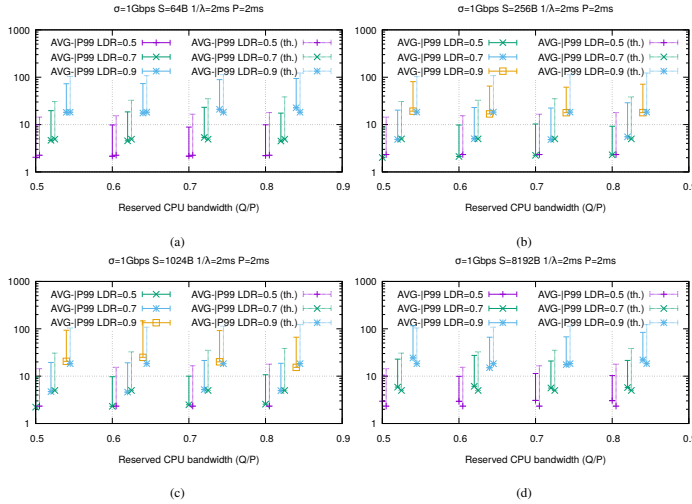 σ=1Gbps S=64B 1/λ=2ms P=2ms
1000
100
10
1
AVG-|P99 LDR=0.5
AVG-|P99 LDR=0.7
AVG-|P99 LDR=0.9
AVG-|P99 LDR=0.5 (th.)
AVG-|P99 LDR=0.7 (th.)
AVG-|P99 LDR=0.9 (th.)
0.5 0.6 0.7 0.8 0.9
Reserved CPU bandwidth (Q/P)
(a)
σ=1Gbps S=256B 1/λ=2ms P=2ms
1000
100
10
1
AVG-|P99 LDR=0.5
AVG-|P99 LDR=0.7
AVG-|P99 LDR=0.9
AVG-|P99 LDR=0.5 (th.)
AVG-|P99 LDR=0.7 (th.)
AVG-|P99 LDR=0.9 (th.)
0.5 0.6 0.7 0.8 0.9
Reserved CPU bandwidth (Q/P)
(b)
σ=1Gbps S=1024B 1/λ=2ms P=2ms
1000
100
10
1
AVG-|P99 LDR=0.5
AVG-|P99 LDR=0.7
AVG-|P99 LDR=0.9
AVG-|P99 LDR=0.5 (th.)
AVG-|P99 LDR=0.7 (th.)
AVG-|P99 LDR=0.9 (th.)
0.5 0.6 0.7 0.8 0.9
Reserved CPU bandwidth (Q/P)
(c)
σ=1Gbps S=8192B 1/λ=2ms P=2ms
1000
100
10
1
AVG-|P99 LDR=0.5
AVG-|P99 LDR=0.7
AVG-|P99 LDR=0.9
AVG-|P99 LDR=0.5 (th.)
AVG-|P99 LDR=0.7 (th.)
AVG-|P99 LDR=0.9 (th.)
0.5 0.6 0.7 0.8 0.9
Reserved CPU bandwidth (Q/P)
(d)